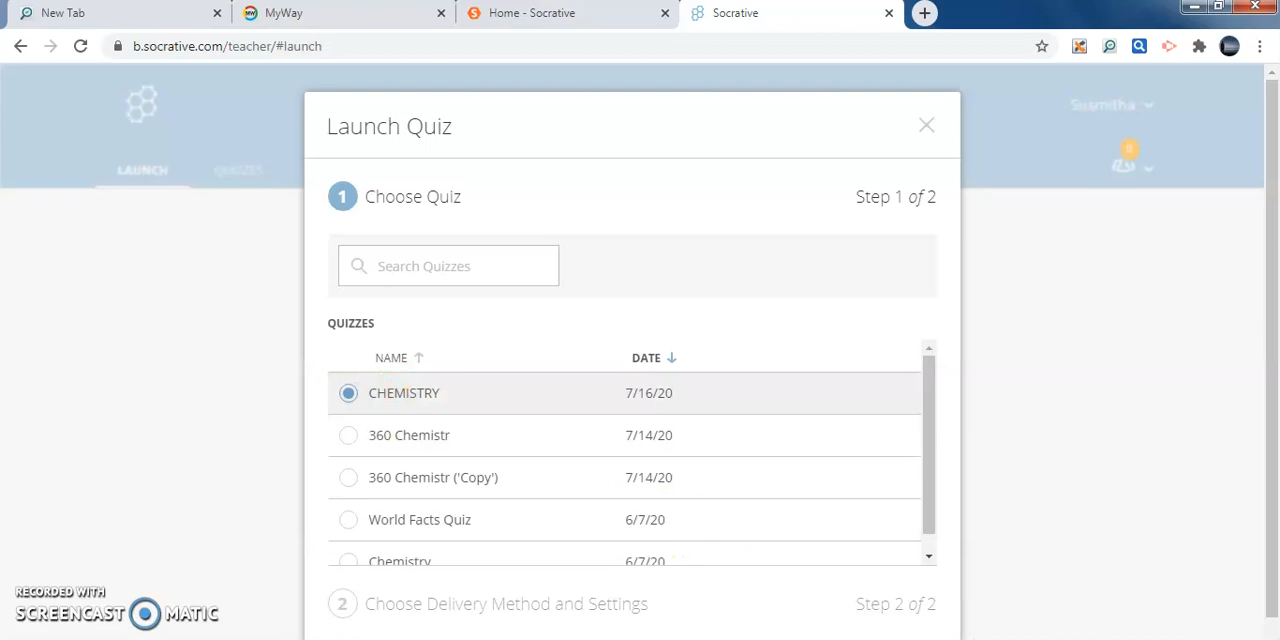 New Tab
MyWay
Home - Socrative
Socrative
b.socrative.com/teacher/#launch
Susmitha
LAUNCH
QUIZZES
Launch Quiz
1 Choose Quiz
Step 1 of 2
Search Quizzes
QUIZZES
NAME
DATE
CHEMISTRY 7/16/20
360 Chemistr 7/14/20
360 Chemistr ('Copy') 7/14/20
World Facts Quiz 6/7/20
Chemistry 6/7/20
2 Choose Delivery Method and Settings
Step 2 of 2
RECORDED WITH
SCREENCAST MATIC